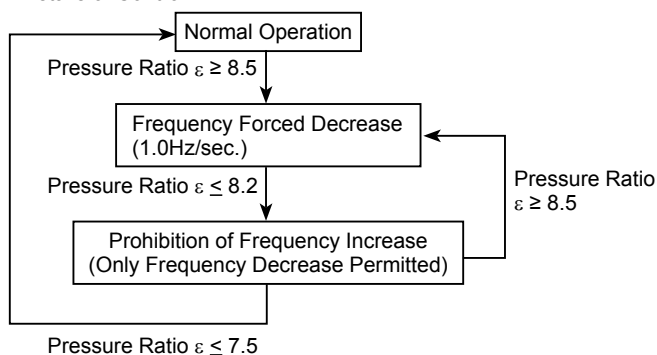 Normal Operation
Pressure Ratio ε ≥ 8.5
Frequency Forced Decrease
(1.0Hz/sec.)
Pressure Ratio ε ≤ 8.2
Pressure Ratio
ε ≥ 8.5
Prohibition of Frequency Increase
(Only Frequency Decrease Permitted)
Pressure Ratio ε ≤ 7.5